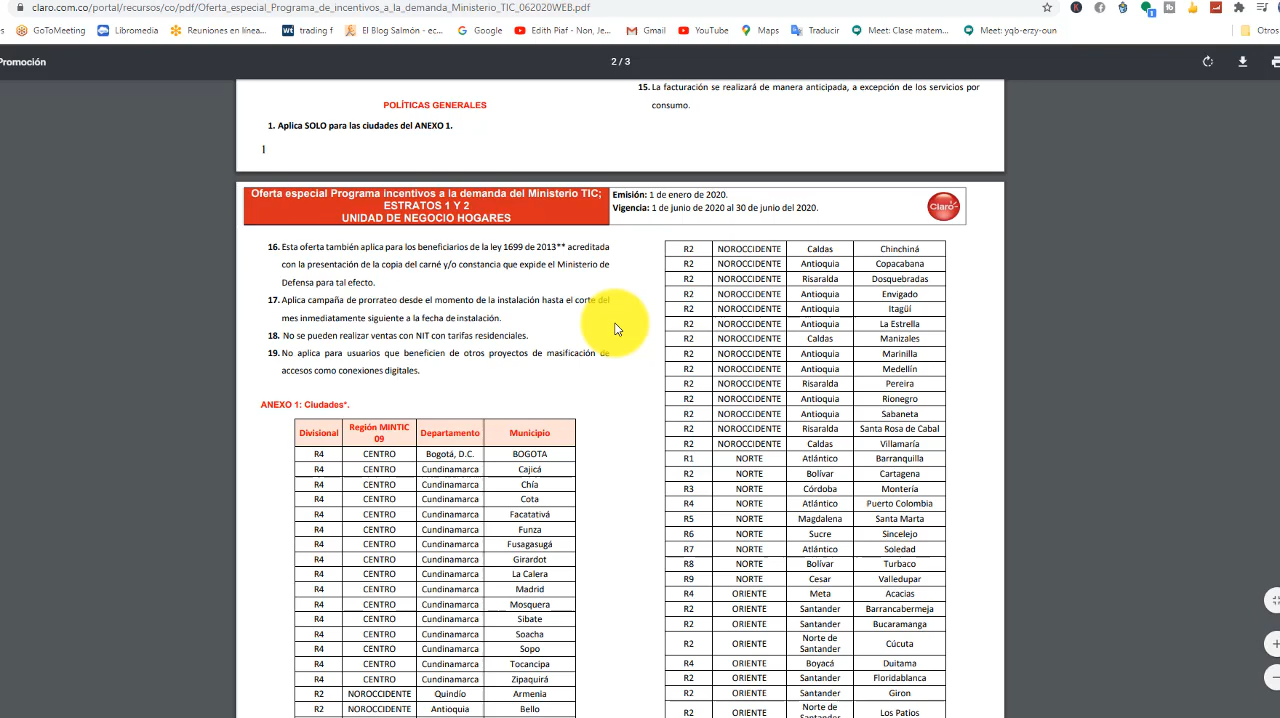 claro.com.co/portal/recursos/co/pdf/Oferta_especial_Programa_de_incentivos_a_la_demanda_Ministerio_TIC_062020WEB.pdf
GoToMeeting Libromedia Reuniones en línea... trading f El Blog Salmón - ec... Google Edith Piaf - Non, Je... Gmail YouTube Maps Traducir Meet: Clase matem... Meet: yqb-erzy-oun Otros
Promoción 2 / 3
POLÍTICAS GENERALES
1. Aplica SOLO para las ciudades del ANEXO 1.
1
15. La facturación se realizará de manera anticipada, a excepción de los servicios por
consumo.
Oferta especial Programa incentivos a la demanda del Ministerio TIC;
ESTRATOS 1 Y 2
UNIDAD DE NEGOCIO HOGARES
Emisión: 1 de enero de 2020.
Vigencia: 1 de junio de 2020 al 30 de junio del 2020.
Claro
16. Esta oferta también aplica para los beneficiarios de la ley 1699 de 2013** acreditada
con la presentación de la copia del carné y/o constancia que expide el Ministerio de
Defensa para tal efecto.
17. Aplica campaña de prorrateo desde el momento de la instalación hasta el corte del
mes inmediatamente siguiente a la fecha de instalación.
18. No se pueden realizar ventas con NIT con tarifas residenciales.
19. No aplica para usuarios que beneficien de otros proyectos de masificación de
accesos como conexiones digitales.
ANEXO 1: Ciudades*.
Divisional Región MINTIC 09 Departamento Municipio
R4 CENTRO Bogotá, D.C. BOGOTA
R4 CENTRO Cundinamarca Cajicá
R4 CENTRO Cundinamarca Chía
R4 CENTRO Cundinamarca Cota
R4 CENTRO Cundinamarca Facatativá
R4 CENTRO Cundinamarca Funza
R4 CENTRO Cundinamarca Fusagasugá
R4 CENTRO Cundinamarca Girardot
R4 CENTRO Cundinamarca La Calera
R4 CENTRO Cundinamarca Madrid
R4 CENTRO Cundinamarca Mosquera
R4 CENTRO Cundinamarca Sibate
R4 CENTRO Cundinamarca Soacha
R4 CENTRO Cundinamarca Sopo
R4 CENTRO Cundinamarca Tocancipa
R4 CENTRO Cundinamarca Zipaquirá
R2 NOROCCIDENTE Quindío Armenia
R2 NOROCCIDENTE Antioquia Bello
R2 NOROCCIDENTE Caldas Chinchiná
R2 NOROCCIDENTE Antioquia Copacabana
R2 NOROCCIDENTE Risaralda Dosquebradas
R2 NOROCCIDENTE Antioquia Envigado
R2 NOROCCIDENTE Antioquia Itagüí
R2 NOROCCIDENTE Antioquia La Estrella
R2 NOROCCIDENTE Caldas Manizales
R2 NOROCCIDENTE Antioquia Marinilla
R2 NOROCCIDENTE Antioquia Medellín
R2 NOROCCIDENTE Risaralda Pereira
R2 NOROCCIDENTE Antioquia Rionegro
R2 NOROCCIDENTE Antioquia Sabaneta
R2 NOROCCIDENTE Risaralda Santa Rosa de Cabal
R2 NOROCCIDENTE Caldas Villamaría
R1 NORTE Atlántico Barranquilla
R2 NORTE Bolívar Cartagena
R3 NORTE Córdoba Montería
R4 NORTE Atlántico Puerto Colombia
R5 NORTE Magdalena Santa Marta
R6 NORTE Sucre Sincelejo
R7 NORTE Atlántico Soledad
R8 NORTE Bolívar Turbaco
R9 NORTE Cesar Valledupar
R4 ORIENTE Meta Acacias
R2 ORIENTE Santander Barrancabermeja
R2 ORIENTE Santander Bucaramanga
R2 ORIENTE Norte de Santander Cúcuta
R4 ORIENTE Boyacá Duitama
R2 ORIENTE Santander Floridablanca
R2 ORIENTE Santander Giron
R2 ORIENTE Norte de Los Patios